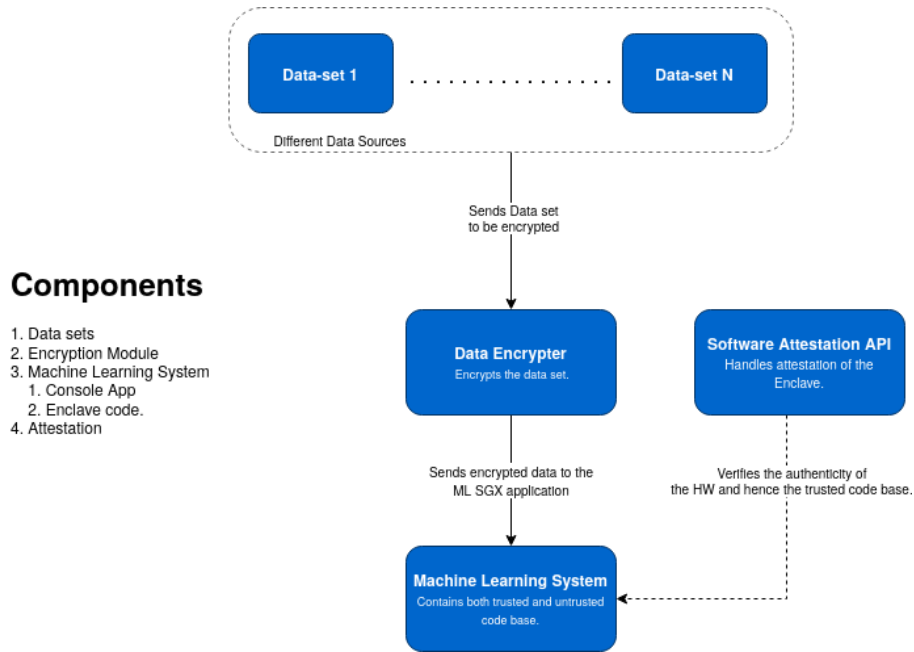 Data-set 1
Data-set N
Different Data Sources
Sends Data set
to be encrypted
Components
1. Data sets
2. Encryption Module
3. Machine Learning System
1. Console App
2. Enclave code.
4. Attestation
Data Encrypter
Encrypts the data set.
Software Attestation API
Handles attestation of the
Enclave.
Sends encrypted data to the
ML SGX application
Verifies the authenticity of
the HW and hence the trusted code base.
Machine Learning System
Contains both trusted and untrusted
code base.